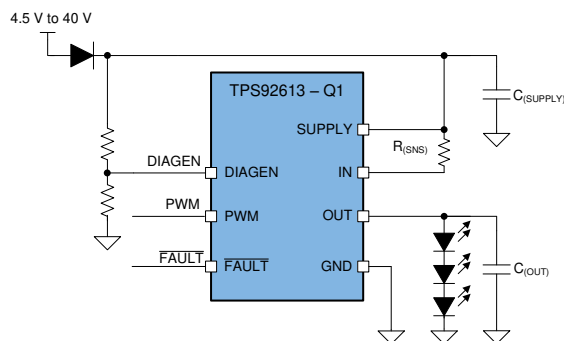 4.5 V to 40 V
TPS92613 – Q1
SUPPLY
C(SUPPLY)
R(SNS)
DIAGEN
DIAGEN
IN
PWM
PWM
OUT
FAULT
FAULT
GND
C(OUT)